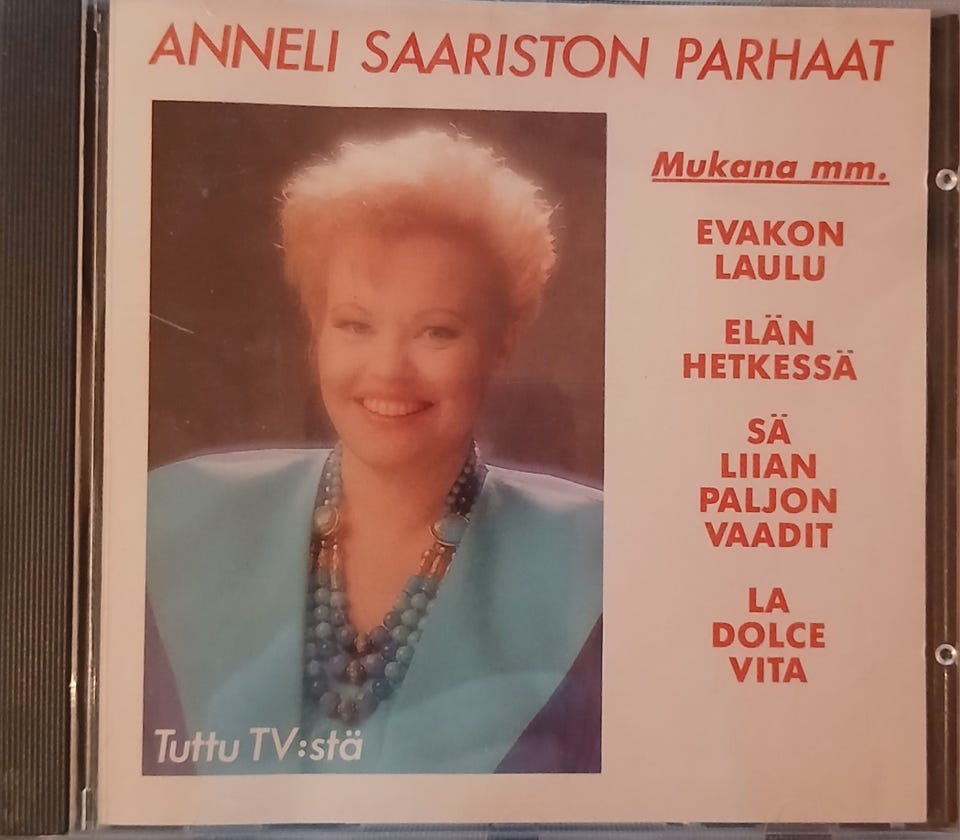 ANNELI SAARISTON PARHAAT
Mukana mm.
EVAKON
LAULU
ELÄN
HETKESSÄ
SÄ
LIIAN
PALJON
VAADIT
LA
DOLCE
VITA
Tuttu TV:stä